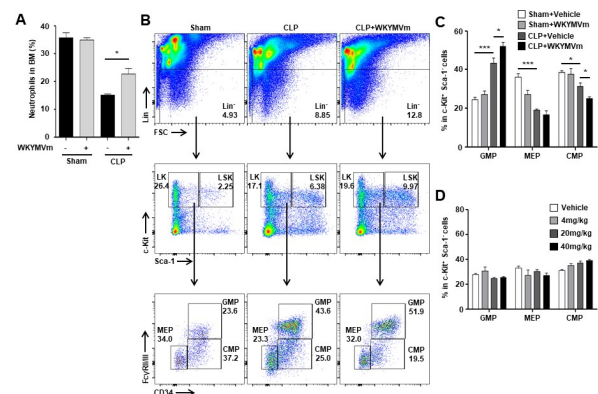 A
Neutrophils in BM (%)
40
30
20
10
0
*
WKYMVm - + - +
Sham CLP
B
Sham CLP CLP+WKYMVm
Lin
Lin⁻ 4.93
Lin⁻ 8.85
Lin⁻ 12.8
FSC
LK 26.4
LSK 2.25
LK 17.1
LSK 6.38
LK 19.6
LSK 9.97
c-Kit
Sca-1
GMP 23.6
MEP 34.0
CMP 37.2
GMP 43.6
MEP 23.3
CMP 25.0
GMP 51.9
MEP 32.0
CMP 19.5
FcγRII/III
CD34
C
Sham+Vehicle
Sham+WKYMVm
CLP+Vehicle
CLP+WKYMVm
% in c-Kit⁺ Sca-1⁻ cells
60
40
20
0
***
*
***
*
*
GMP MEP CMP
D
Vehicle
4mg/kg
20mg/kg
40mg/kg
% in c-Kit⁺ Sca-1⁻ cells
80
60
40
20
0
GMP MEP CMP